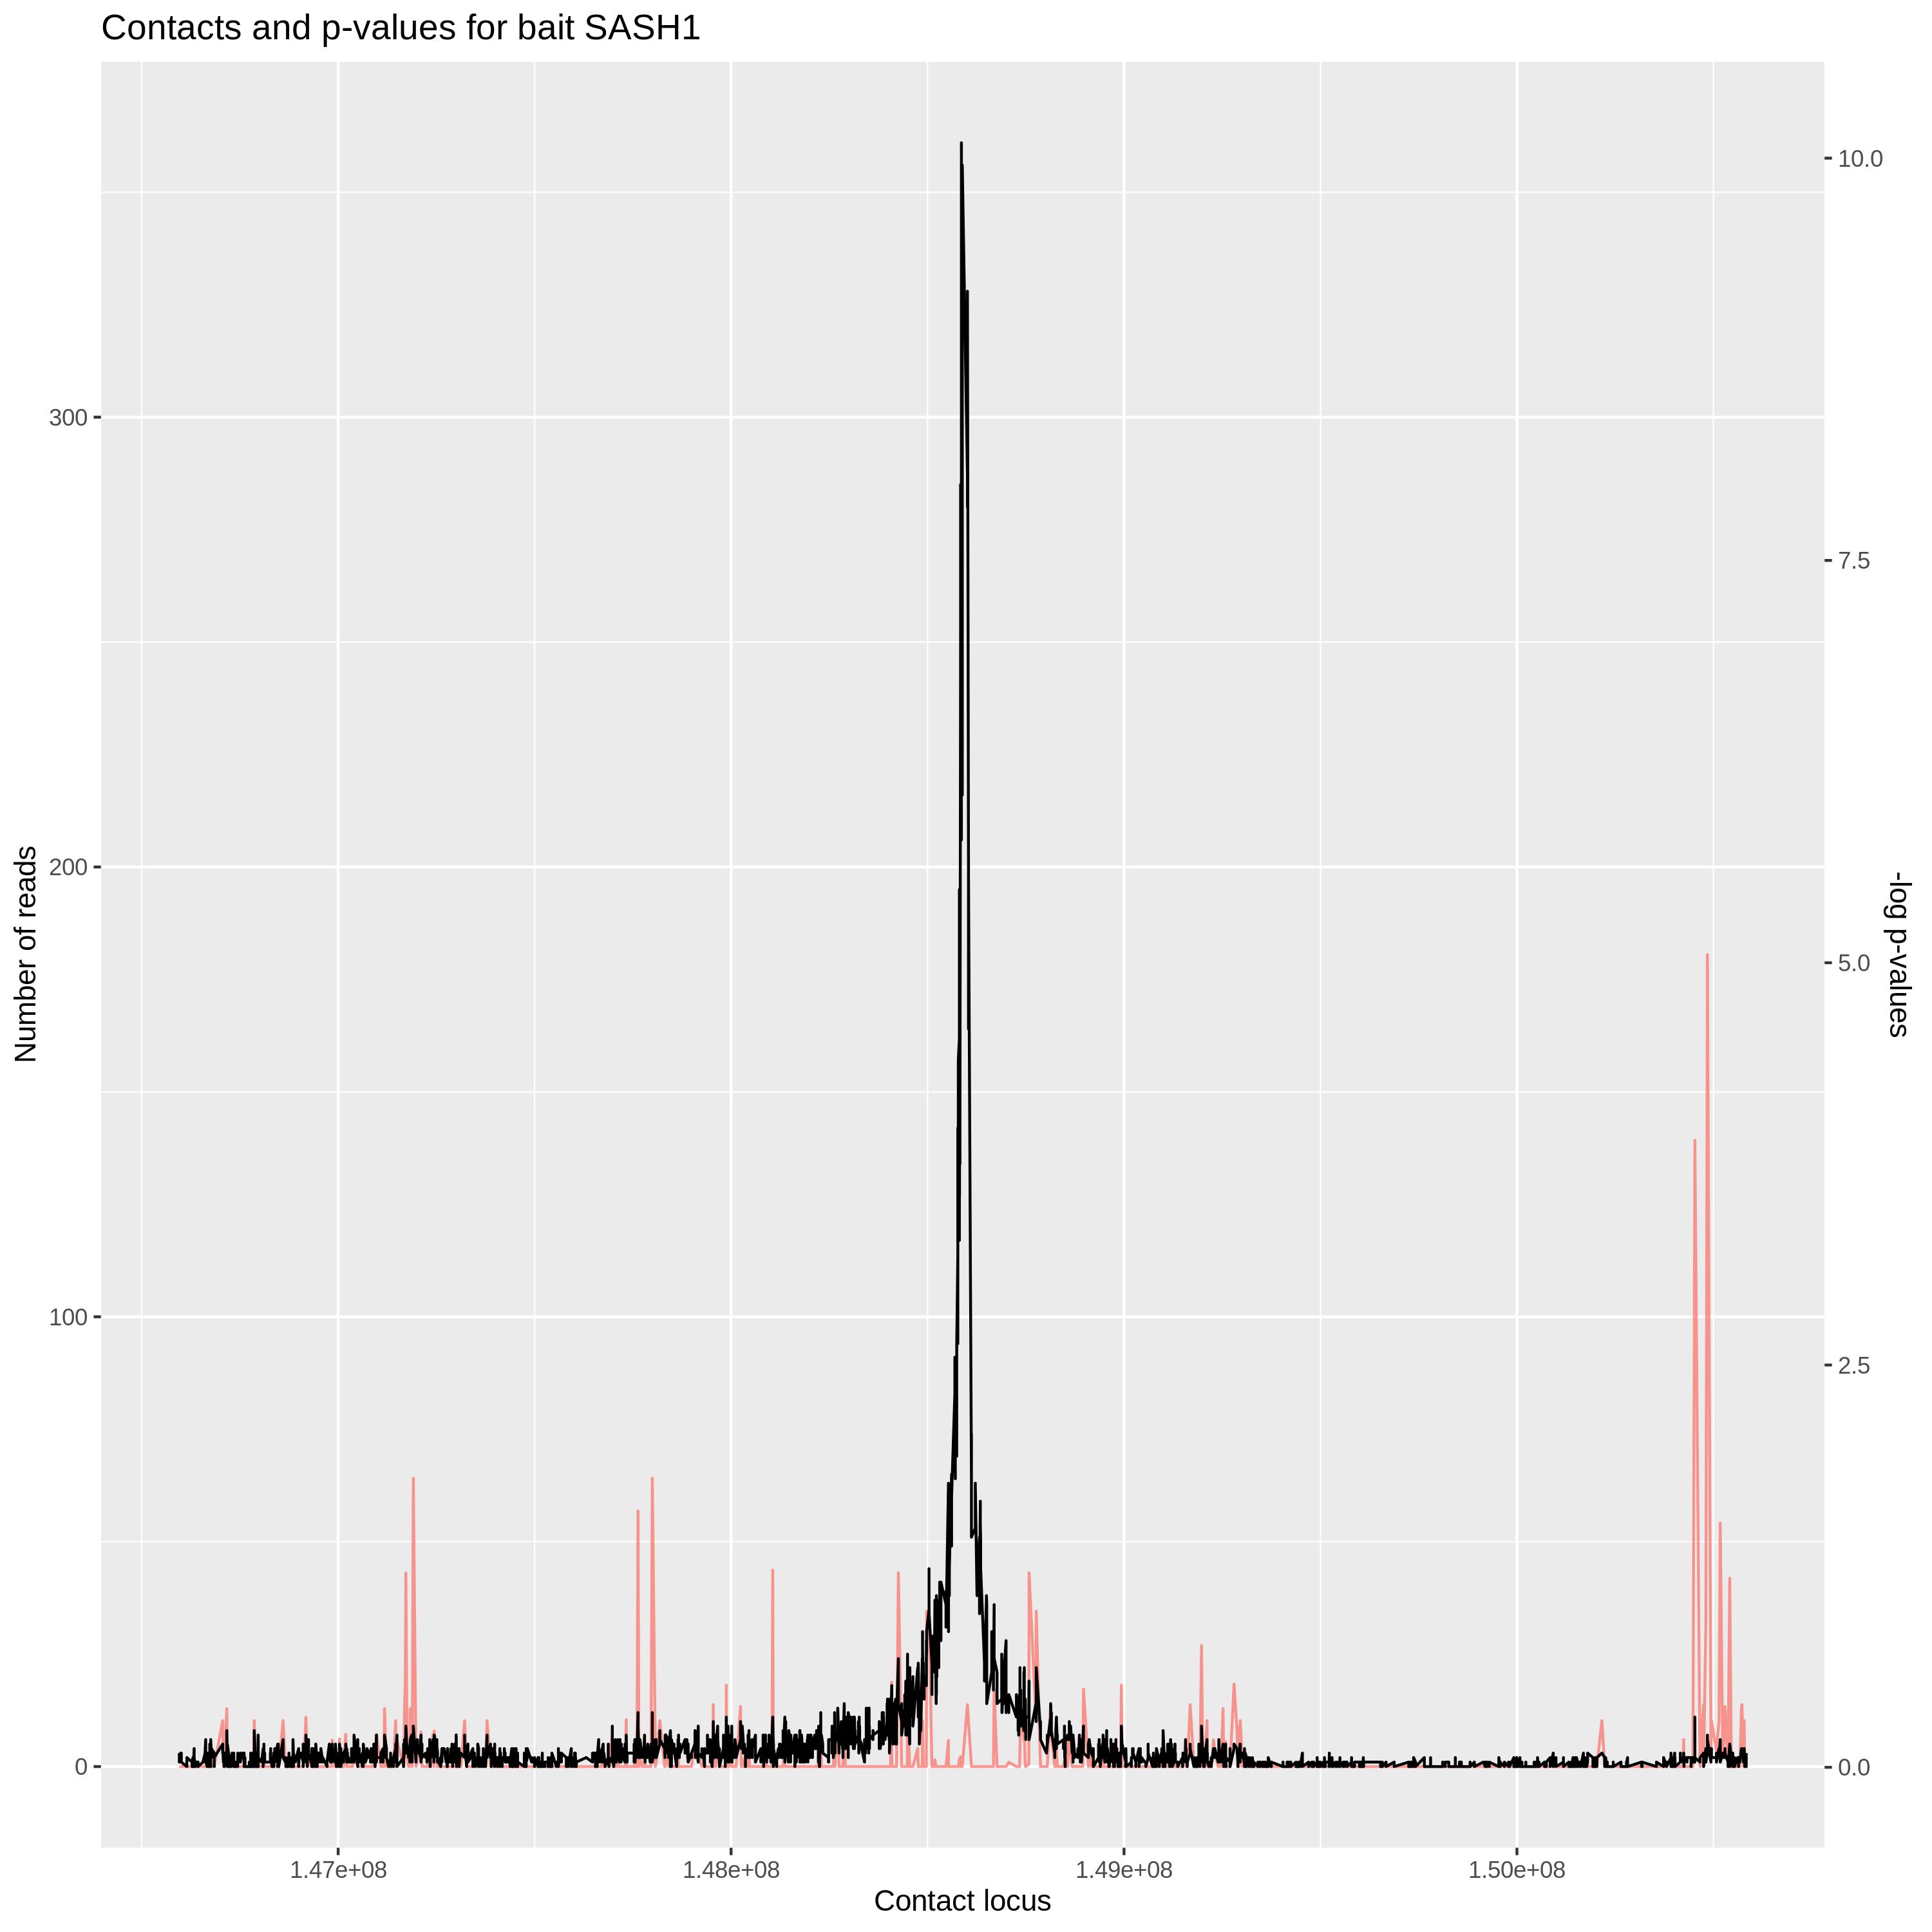 Contacts and p-values for bait SASH1
Number of reads
300
200
100
0
10.0
7.5
5.0
2.5
0.0
-log p-values
1.47e+08
1.48e+08
1.49e+08
1.50e+08
Contact locus